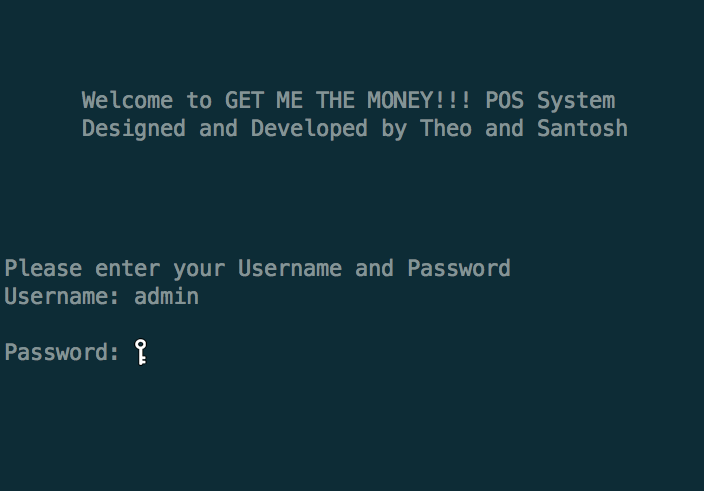 Welcome to GET ME THE MONEY!!! POS System
Designed and Developed by Theo and Santosh
Please enter your Username and Password
Username: admin
Password: